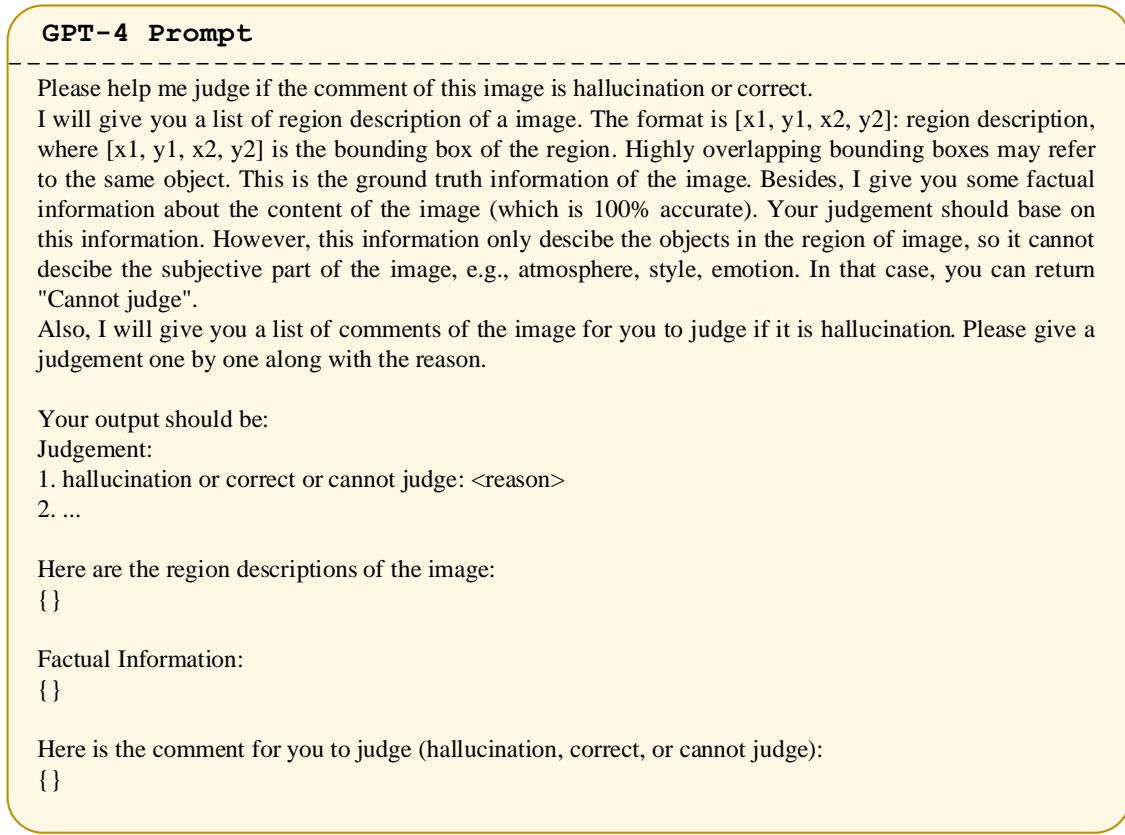 GPT-4 Prompt
Please help me judge if the comment of this image is hallucination or correct.
I will give you a list of region description of a image. The format is [x1, y1, x2, y2]: region description,
where [x1, y1, x2, y2] is the bounding box of the region. Highly overlapping bounding boxes may refer
to the same object. This is the ground truth information of the image. Besides, I give you some factual
information about the content of the image (which is 100% accurate). Your judgement should base on
this information. However, this information only descibe the objects in the region of image, so it cannot
descibe the subjective part of the image, e.g., atmosphere, style, emotion. In that case, you can return
"Cannot judge".
Also, I will give you a list of comments of the image for you to judge if it is hallucination. Please give a
judgement one by one along with the reason.
Your output should be:
Judgement:
1. hallucination or correct or cannot judge: <reason>
2. ...
Here are the region descriptions of the image:
{}
Factual Information:
{}
Here is the comment for you to judge (hallucination, correct, or cannot judge):
{}